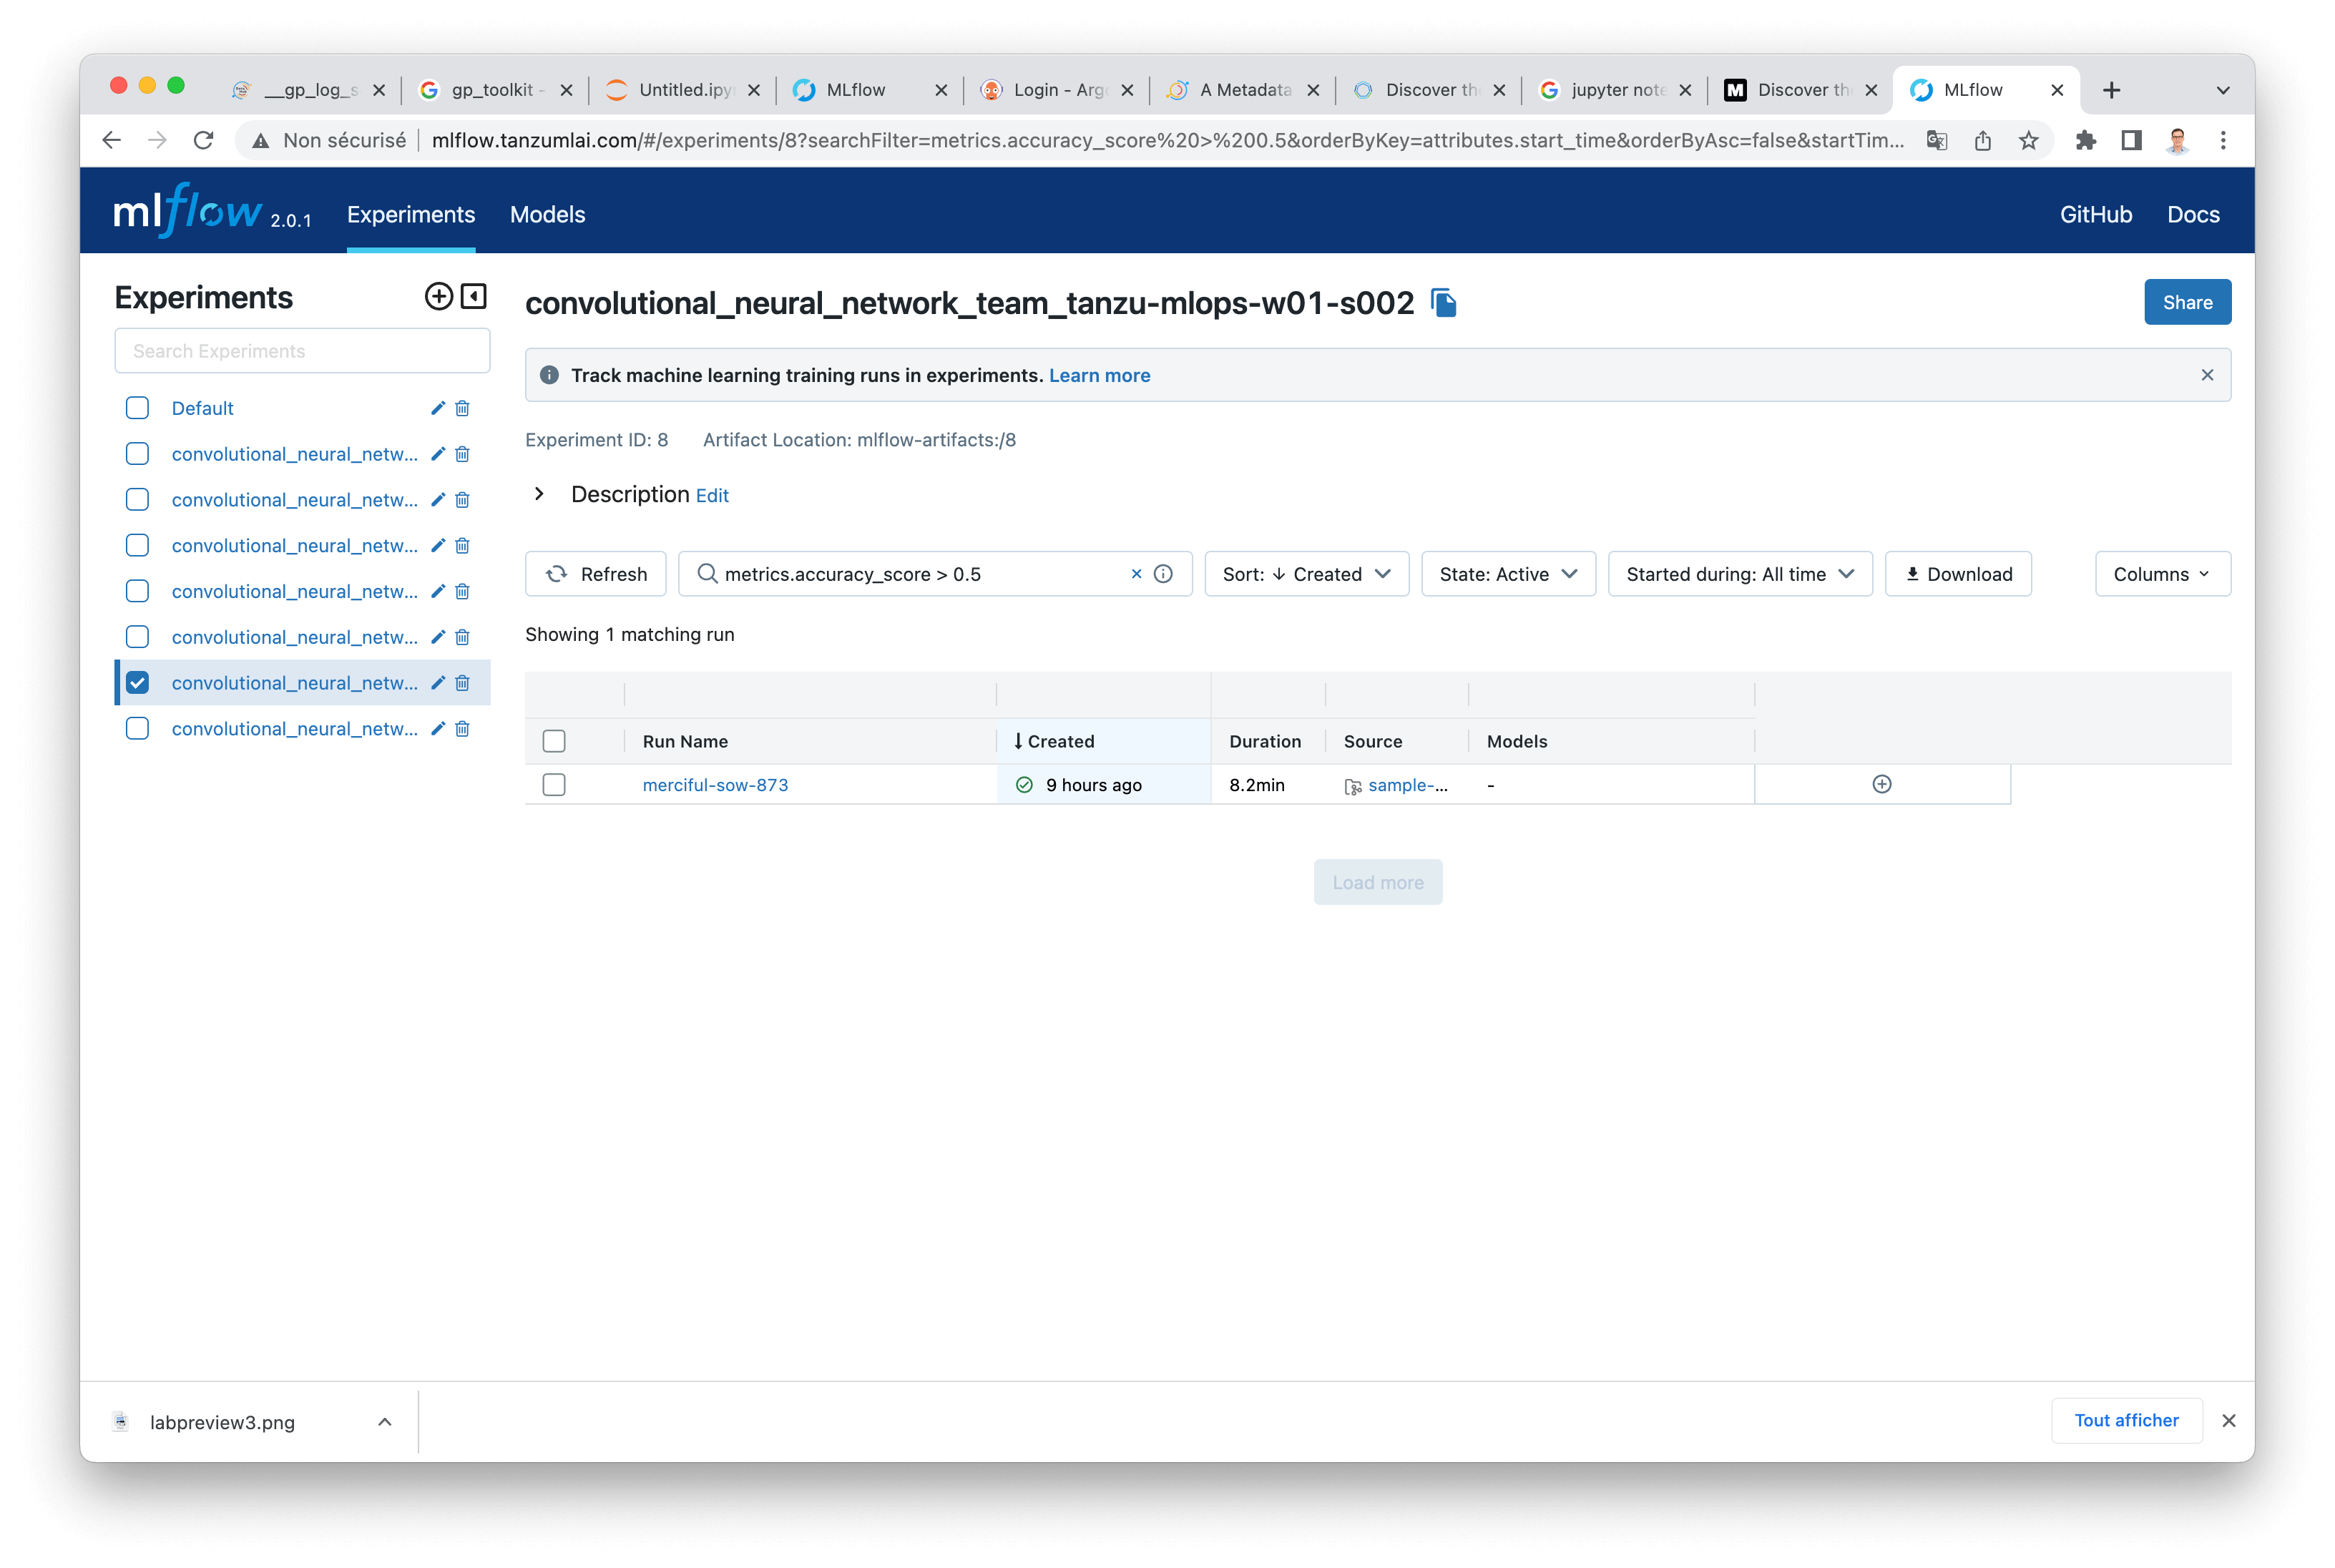 __gp_log_s
gp_toolkit -
Untitled.ipy
MLflow
Login - Argo
A Metadata
Discover th
jupyter note
M Discover th
MLflow
Non sécurisé mlflow.tanzumlai.com/#/experiments/8?searchFilter=metrics.accuracy_score%20>%200.5&orderByKey=attributes.start_time&orderByAsc=false&startTim...
mlflow 2.0.1 Experiments Models GitHub Docs
Experiments
Search Experiments
Default
convolutional_neural_netw...
convolutional_neural_netw...
convolutional_neural_netw...
convolutional_neural_netw...
convolutional_neural_netw...
convolutional_neural_netw...
convolutional_neural_netw...
convolutional_neural_network_team_tanzu-mlops-w01-s002
Share
Track machine learning training runs in experiments. Learn more
Experiment ID: 8 Artifact Location: mlflow-artifacts:/8
Description Edit
Refresh metrics.accuracy_score > 0.5 Sort: ↓ Created State: Active Started during: All time Download Columns
Showing 1 matching run
Run Name ↓ Created Duration Source Models
merciful-sow-873 9 hours ago 8.2min sample-... -
Load more
labpreview3.png
Tout afficher